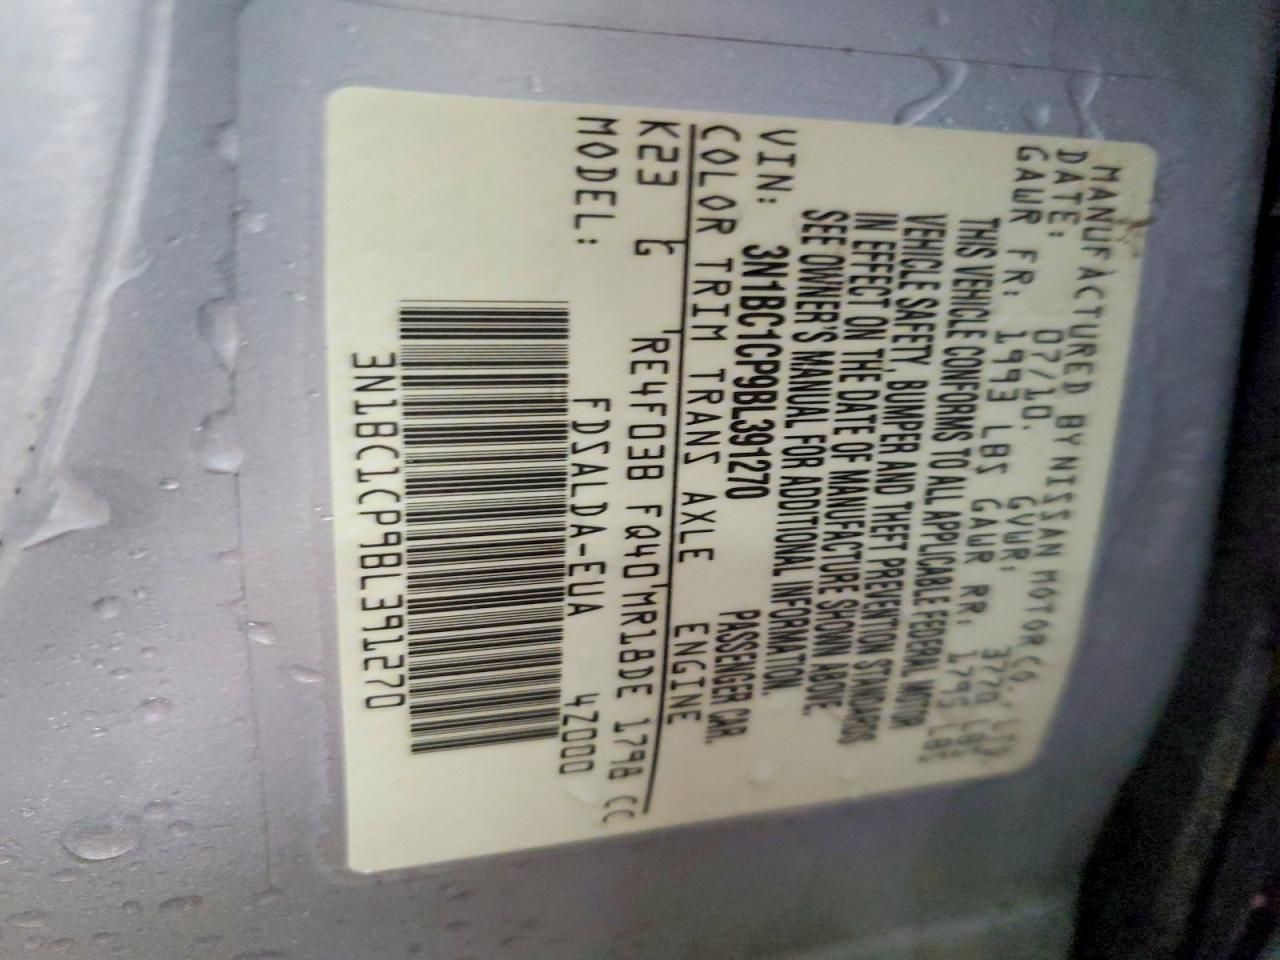 MANUFACTURED BY NISSAN MOTOR CO., LTD.
DATE: 07/10. GVWR: 3778 LBS
GAWR FR: 1993 LBS GAWR RR: 1795 LBS
THIS VEHICLE CONFORMS TO ALL APPLICABLE FEDERAL MOTOR
VEHICLE SAFETY, BUMPER AND THEFT PREVENTION STANDARDS
IN EFFECT ON THE DATE OF MANUFACTURE SHOWN ABOVE.
SEE OWNER'S MANUAL FOR ADDITIONAL INFORMATION.
VIN: 3N1BC1CP9BL391270 PASSENGER CAR.
COLOR TRIM TRANS AXLE ENGINE
K23 G RE4F03B FQ40 MR18DE 1798 CC
MODEL: FDSALDA-EUA 4Z000
3N1BC1CP9BL391270